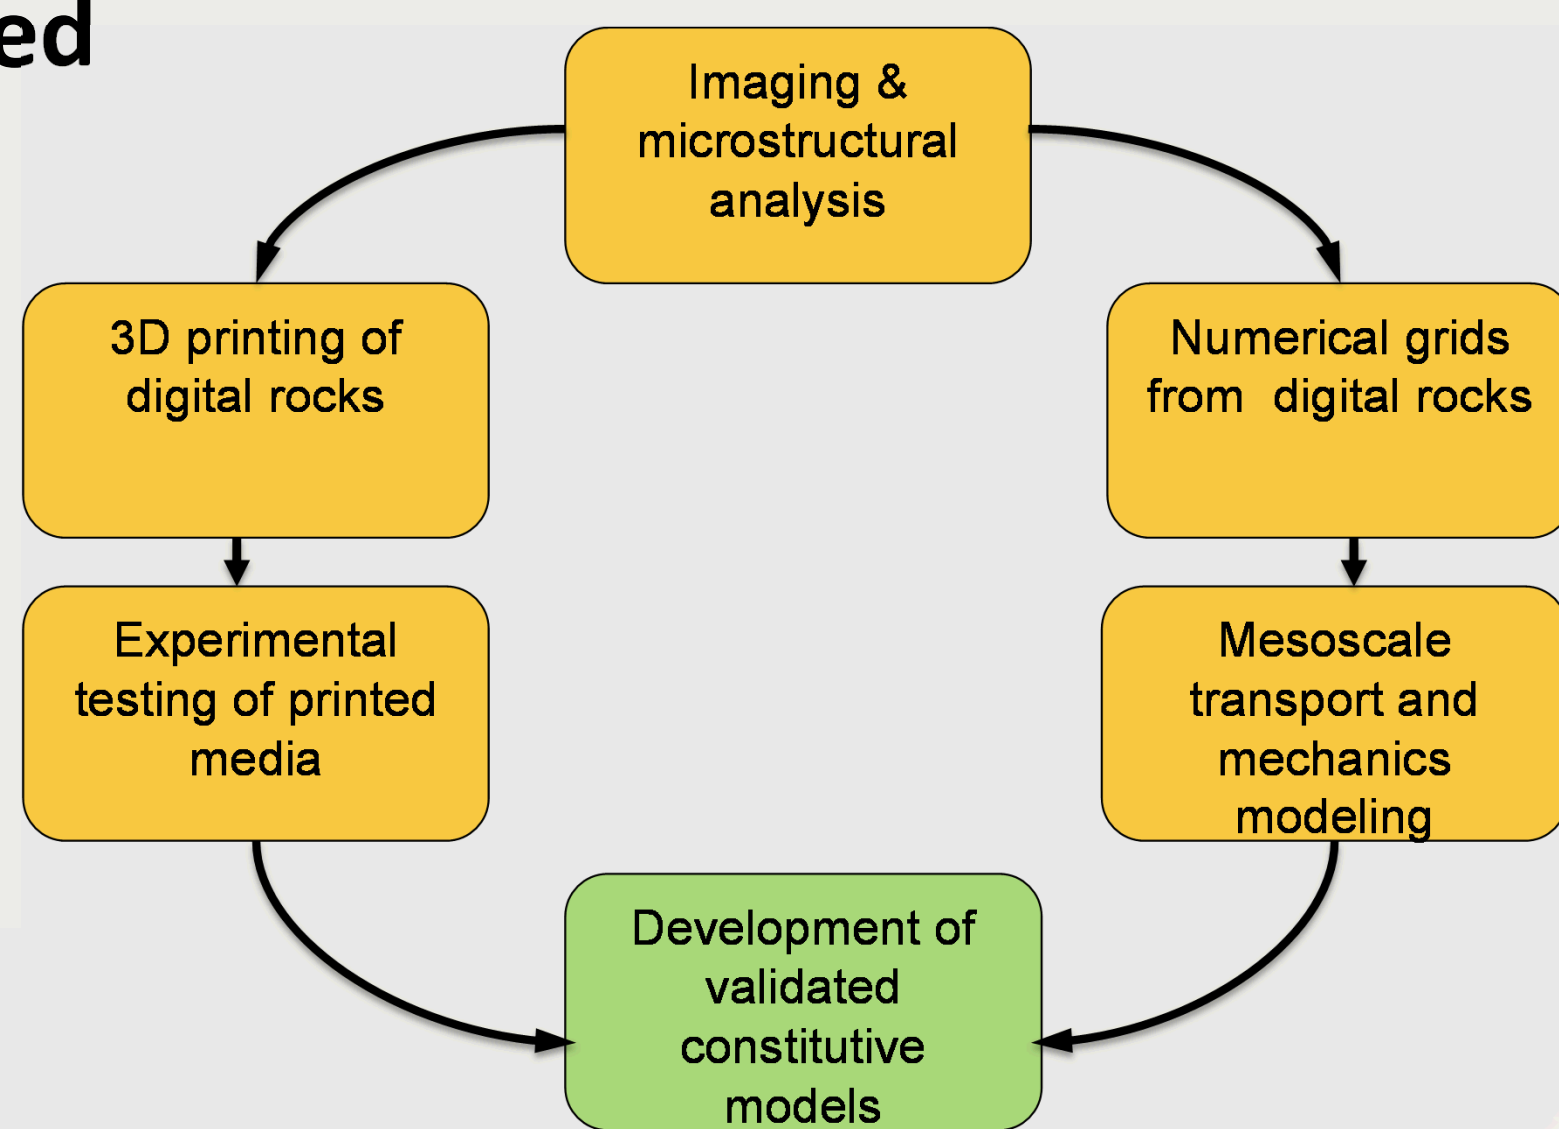 ed
Imaging &
microstructural
analysis
3D printing of
digital rocks
Numerical grids
from  digital rocks
Experimental
testing of printed
media
Mesoscale
transport and
mechanics
modeling
Development of
validated
constitutive
models